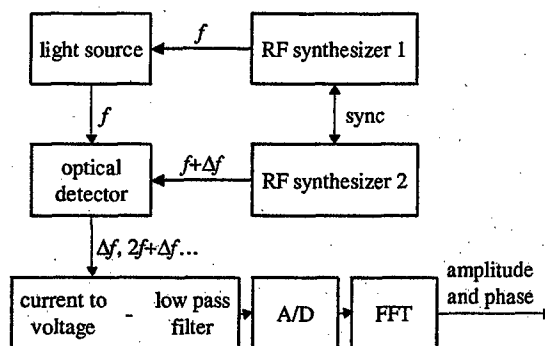 light source
f
RF synthesizer 1
f
sync
optical
detector
f+Δf
RF synthesizer 2
Δf, 2f+Δf...
current to
voltage
-
low pass
filter
A/D
FFT
amplitude
and phase